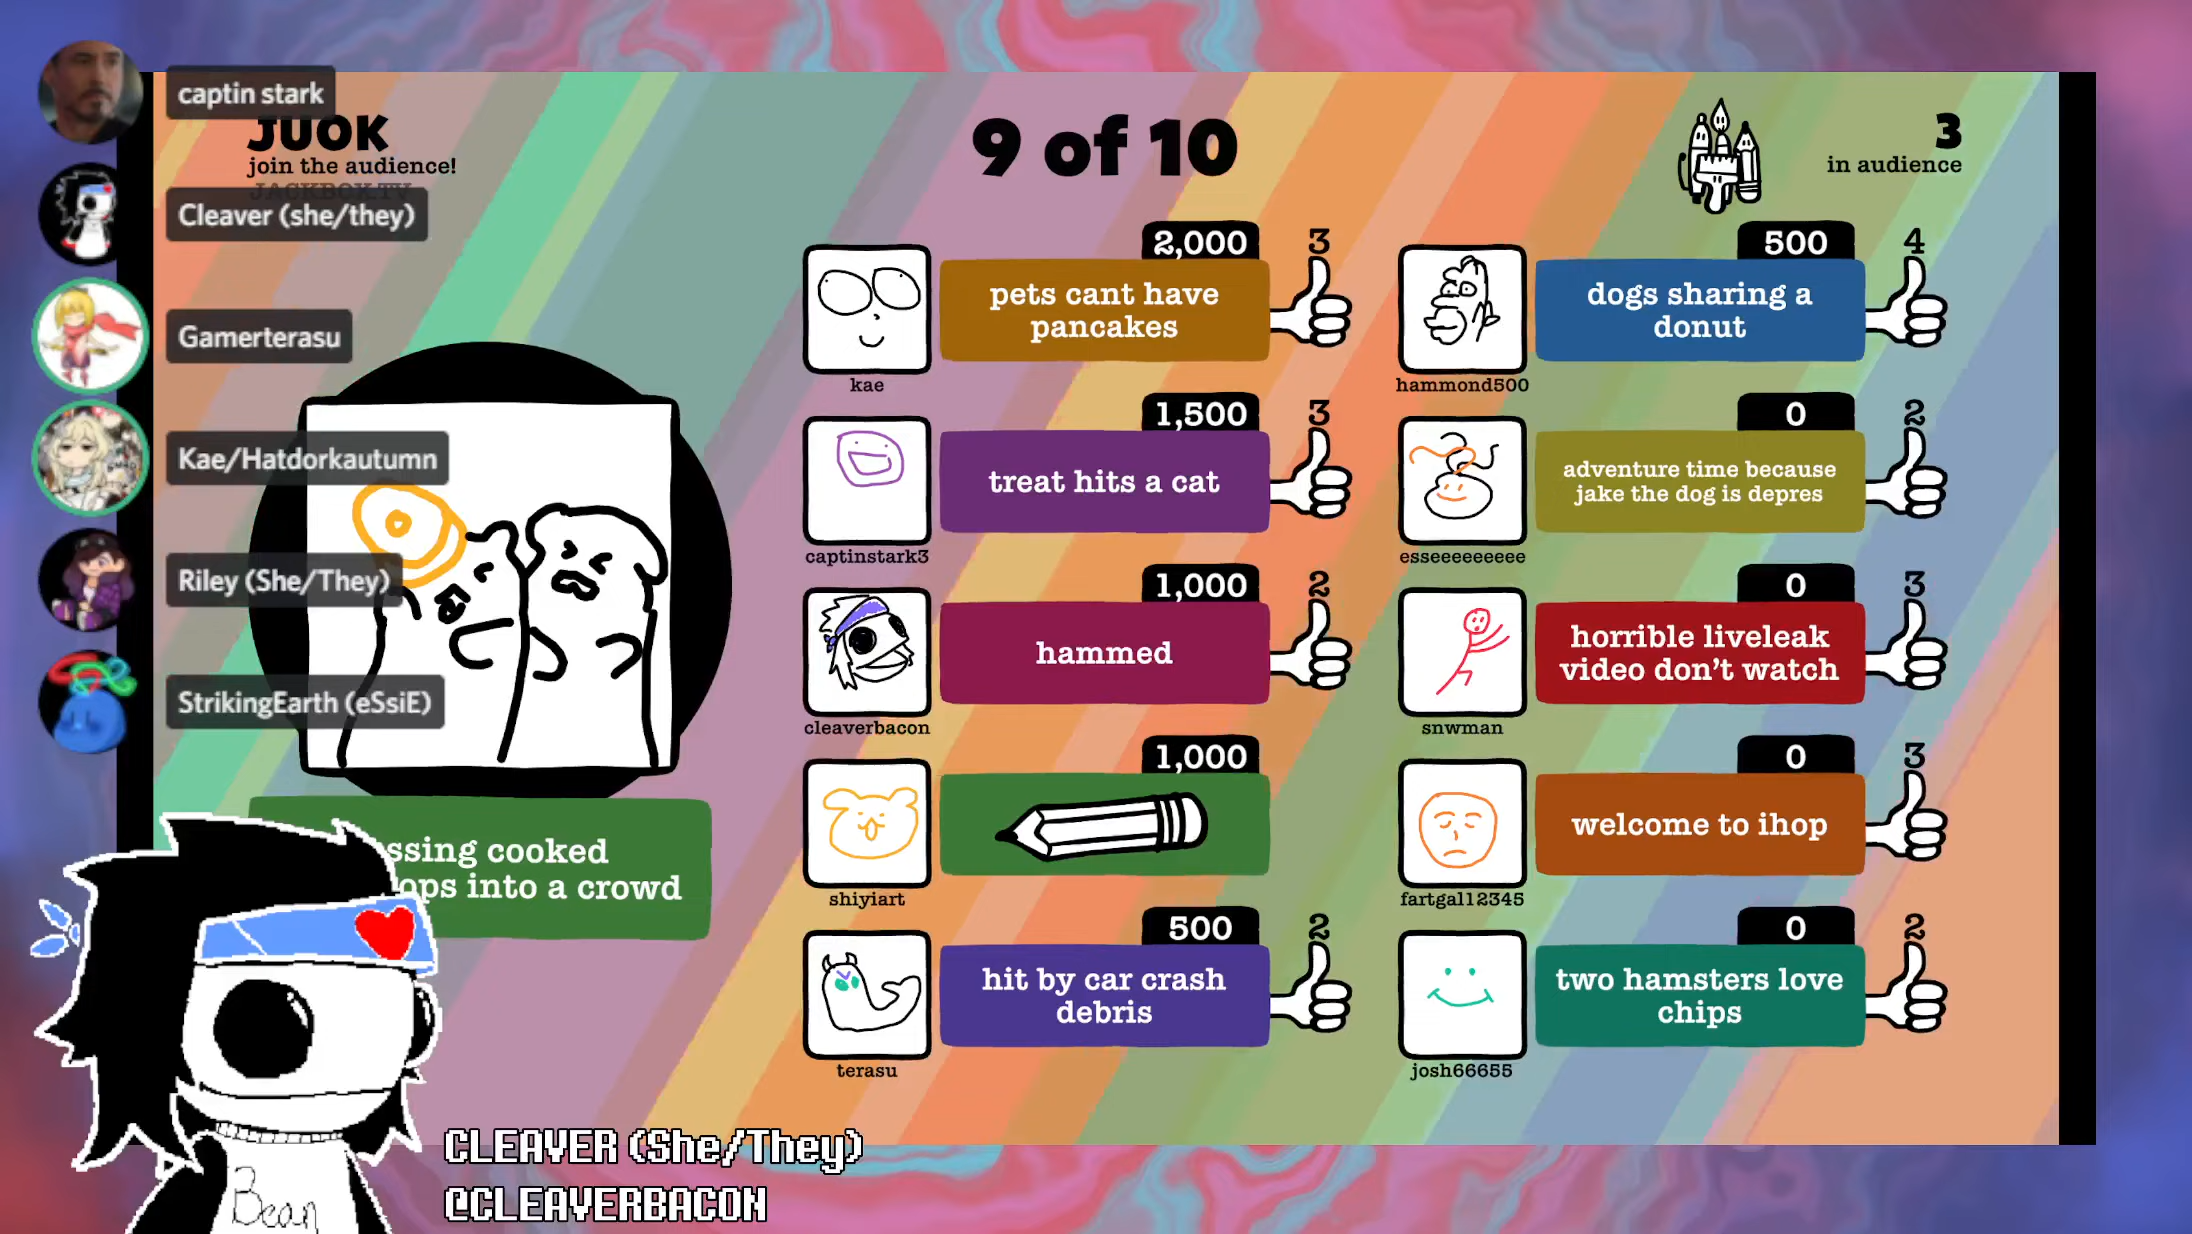 captin stark
JUOK
join the audience!
JACKBOX.TV
Cleaver (she/they)
Gamerterasu
Kae/Hatdorkautumn
Riley (She/They)
StrikingEarth (eSsiE)
ssing cooked
ops into a crowd
9 of 10
3
in audience
2,000
3
pets cant have
pancakes
kae
500
4
dogs sharing a
donut
hammond500
1,500
3
treat hits a cat
captinstark3
0
2
adventure time because
jake the dog is depres
esseeeeeeeee
1,000
2
hammed
cleaverbacon
0
3
horrible liveleak
video don't watch
snwman
1,000
shiyiart
0
3
welcome to ihop
fartgal12345
500
2
hit by car crash
debris
terasu
0
2
two hamsters love
chips
josh66655
Bean
CLEAVER (She/They)
@CLEAVERBACON